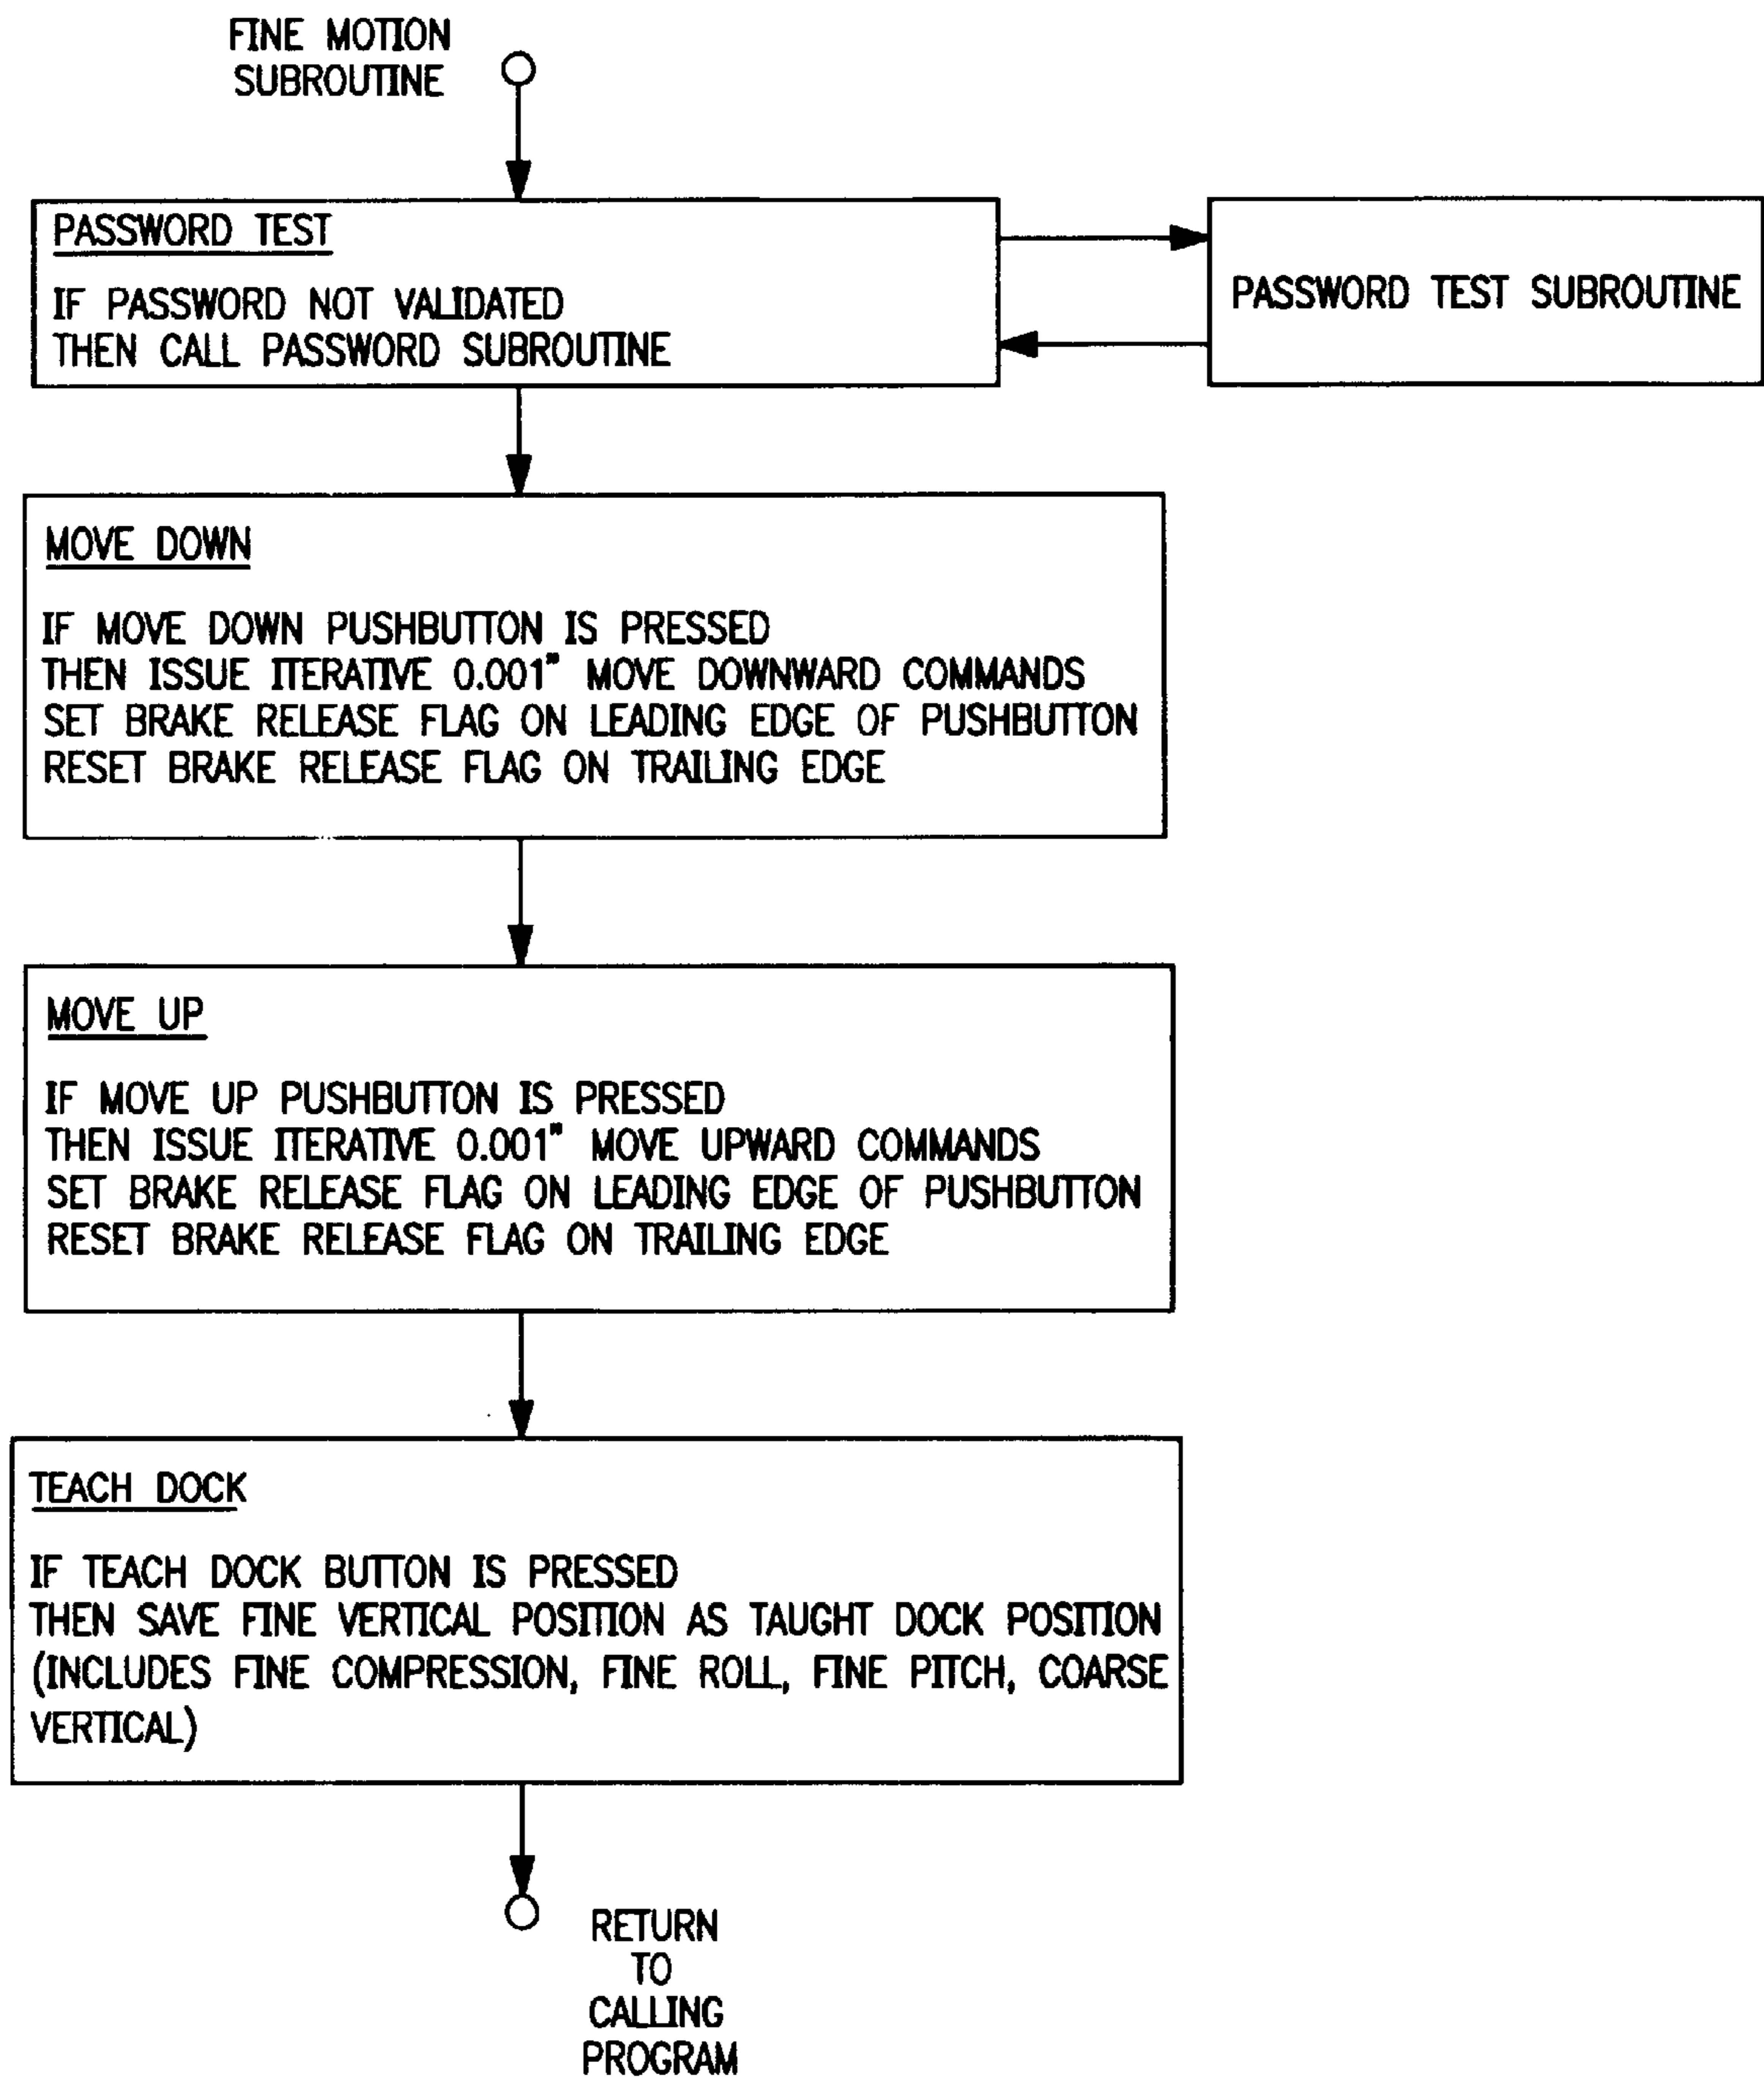 FINE MOTION
SUBROUTINE
PASSWORD TEST
IF PASSWORD NOT VALIDATED
THEN CALL PASSWORD SUBROUTINE
PASSWORD TEST SUBROUTINE
MOVE DOWN
IF MOVE DOWN PUSHBUTTON IS PRESSED
THEN ISSUE ITERATIVE 0.001" MOVE DOWNWARD COMMANDS
SET BRAKE RELEASE FLAG ON LEADING EDGE OF PUSHBUTTON
RESET BRAKE RELEASE FLAG ON TRAILING EDGE
MOVE UP
IF MOVE UP PUSHBUTTON IS PRESSED
THEN ISSUE ITERATIVE 0.001" MOVE UPWARD COMMANDS
SET BRAKE RELEASE FLAG ON LEADING EDGE OF PUSHBUTTON
RESET BRAKE RELEASE FLAG ON TRAILING EDGE
TEACH DOCK
IF TEACH DOCK BUTTON IS PRESSED
THEN SAVE FINE VERTICAL POSITION AS TAUGHT DOCK POSITION
(INCLUDES FINE COMPRESSION, FINE ROLL, FINE PITCH, COARSE
VERTICAL)
RETURN
TO
CALLING
PROGRAM